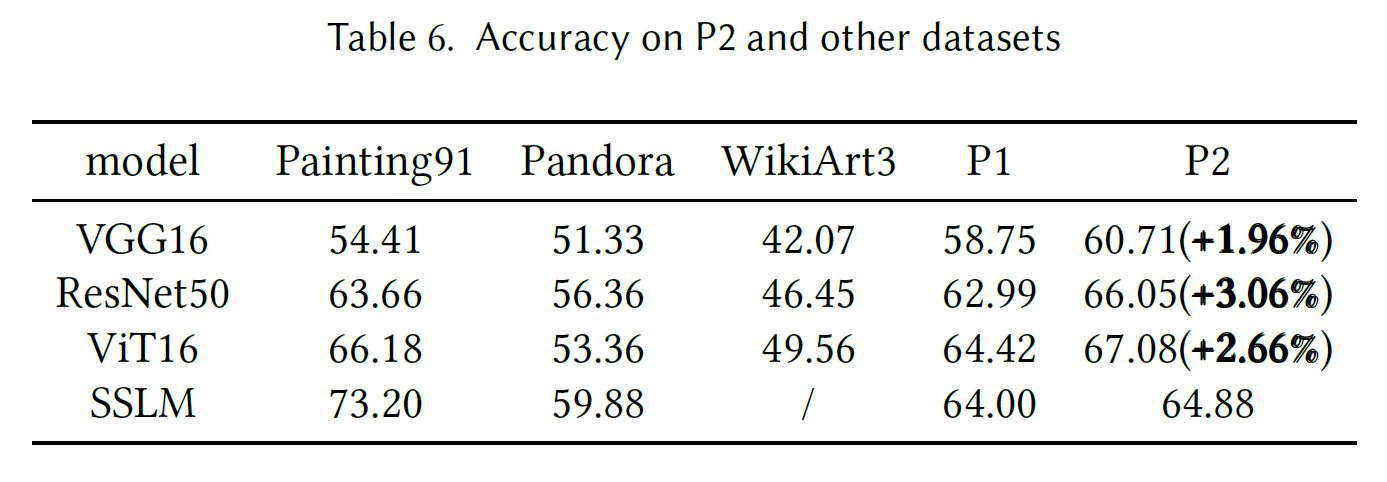 Table 6. Accuracy on P2 and other datasets
model Painting91 Pandora WikiArt3 P1 P2
VGG16 54.41 51.33 42.07 58.75 60.71(+1.96%)
ResNet50 63.66 56.36 46.45 62.99 66.05(+3.06%)
ViT16 66.18 53.36 49.56 64.42 67.08(+2.66%)
SSLM 73.20 59.88 / 64.00 64.88